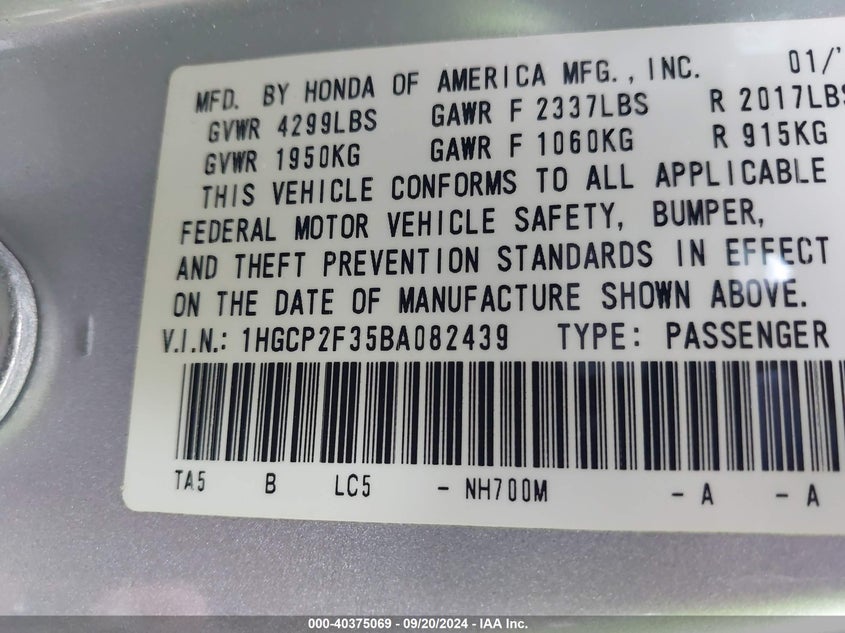 MFD. BY HONDA OF AMERICA MFG., INC. 01/'
GVWR 4299LBS GAWR F 2337LBS R 2017LBS
GVWR 1950KG GAWR F 1060KG R 915KG
THIS VEHICLE CONFORMS TO ALL APPLICABLE
FEDERAL MOTOR VEHICLE SAFETY, BUMPER,
AND THEFT PREVENTION STANDARDS IN EFFECT
ON THE DATE OF MANUFACTURE SHOWN ABOVE.
V.I.N.: 1HGCP2F35BA082439 TYPE: PASSENGER
TA5 B LC5 - NH700M - A - A
000-40375069 - 09/20/2024 - IAA Inc.